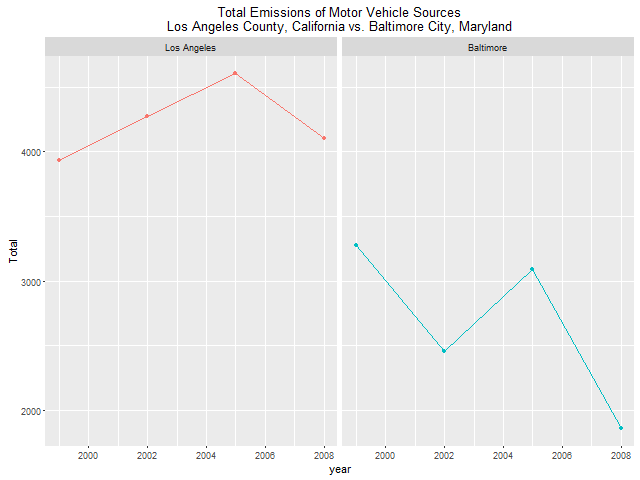 Total Emissions of Motor Vehicle Sources
Los Angeles County, California vs. Baltimore City, Maryland
Los Angeles
Baltimore
Total
4000
3000
2000
2000
2002
2004
2006
2008
2000
2002
2004
2006
2008
year